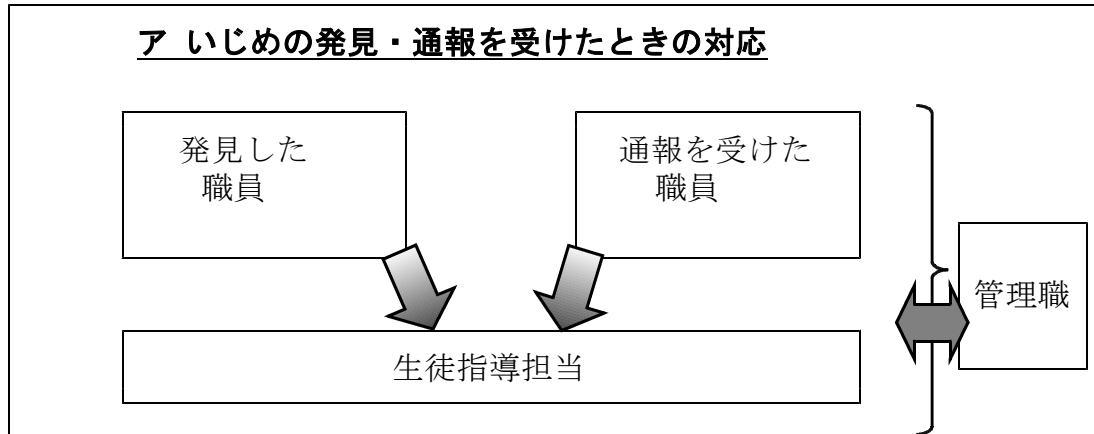 ア いじめの発見・通報を受けたときの対応
発見した
職員
通報を受けた
職員
管理職
生徒指導担当